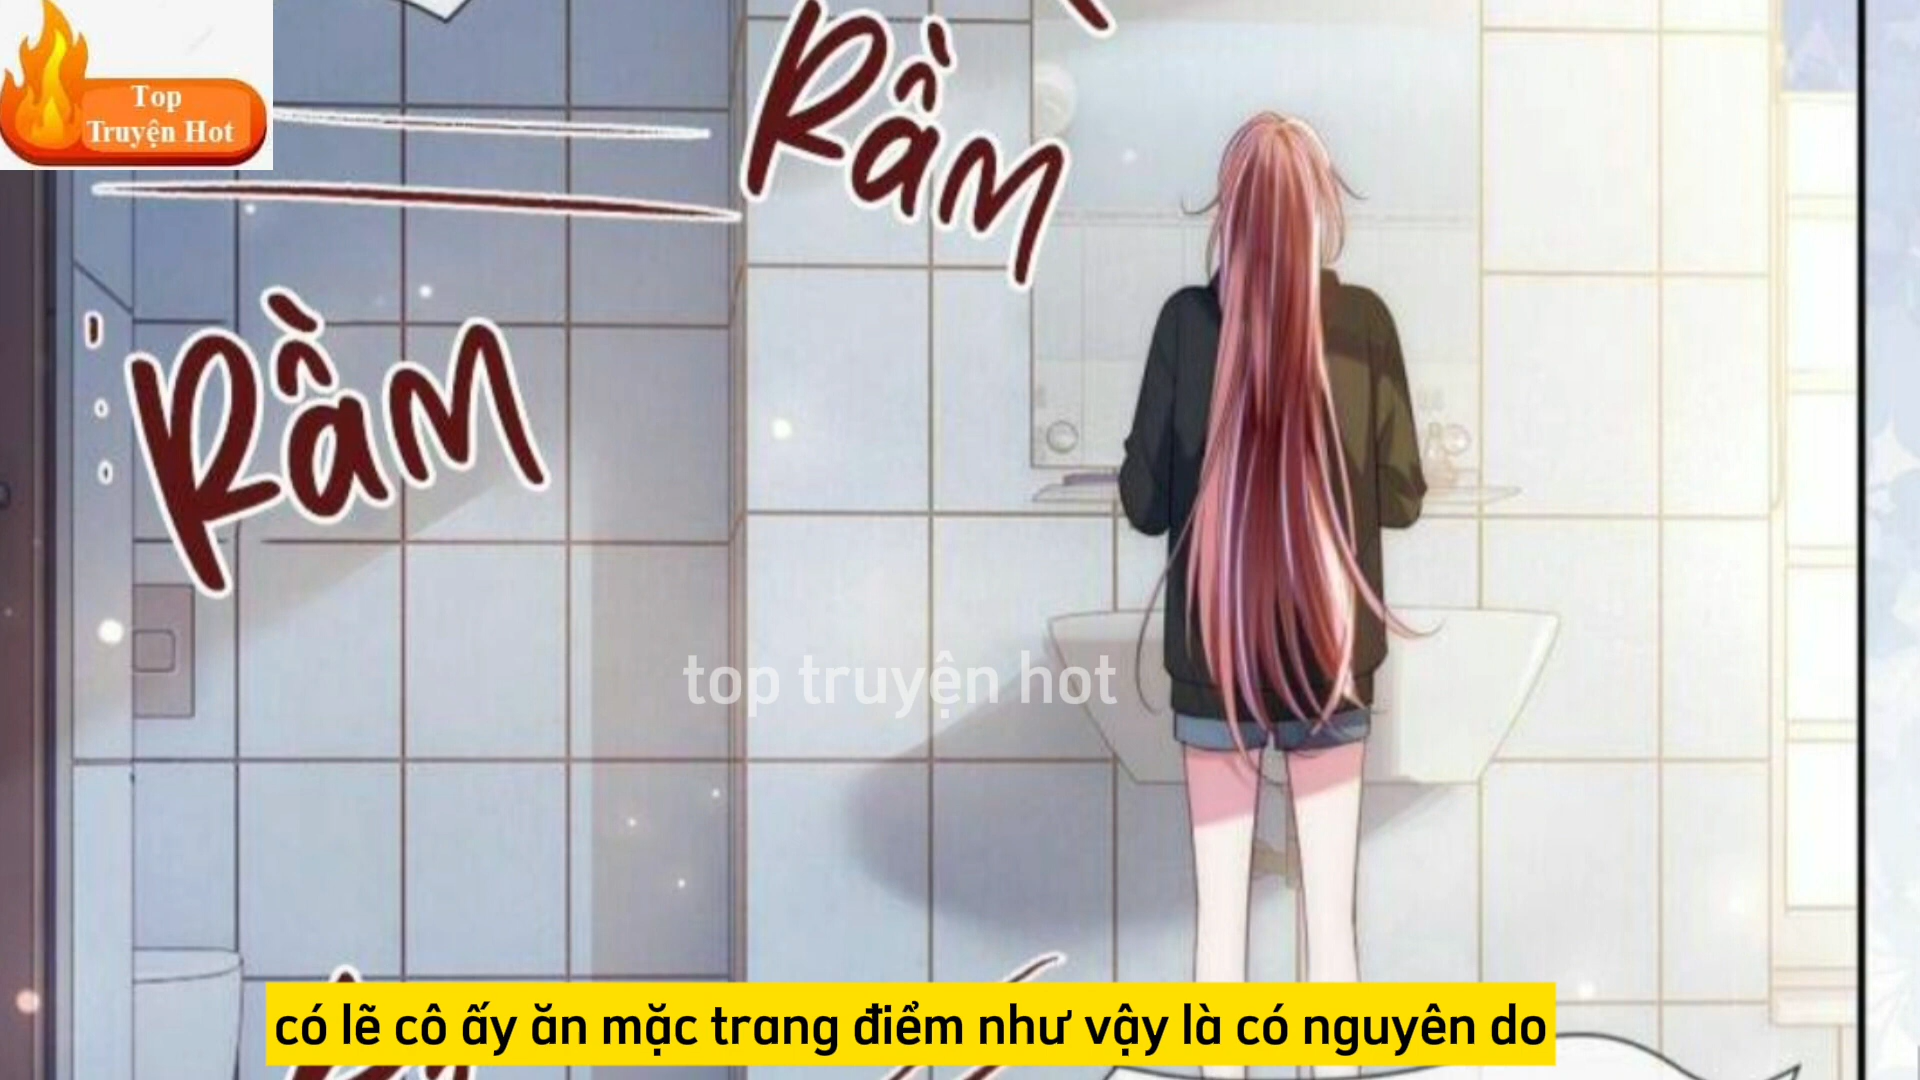 Top
Truyện Hot
Rầm
Rầm
top truyện hot
có lẽ cô ấy ăn mặc trang điểm như vậy là có nguyên do